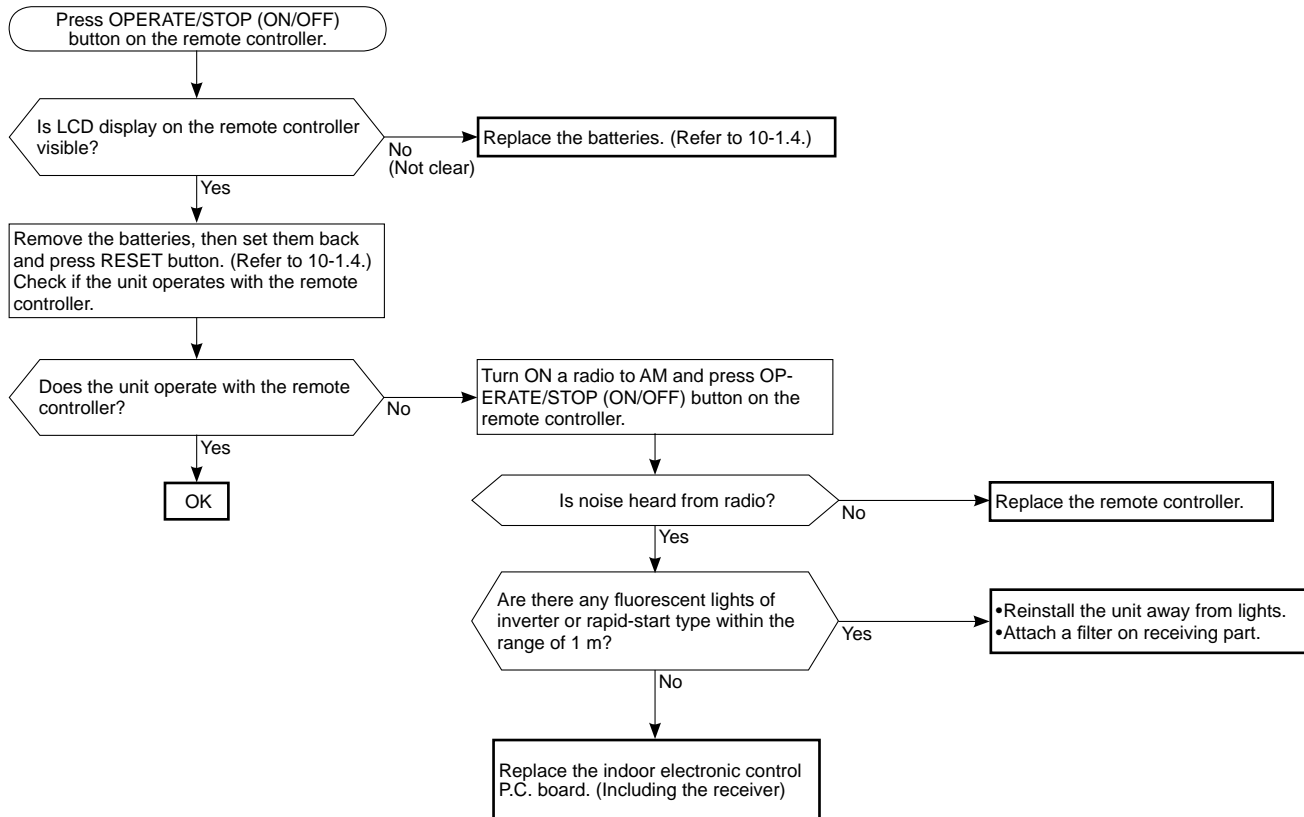 Press OPERATE/STOP (ON/OFF)
button on the remote controller.
Is LCD display on the remote controller
visible?
No
(Not clear)
Replace the batteries. (Refer to 10-1.4.)
Yes
Remove the batteries, then set them back
and press RESET button. (Refer to 10-1.4.)
Check if the unit operates with the remote
controller.
Does the unit operate with the remote
controller?
No
Yes
OK
Turn ON a radio to AM and press OP-
ERATE/STOP (ON/OFF) button on the
remote controller.
Is noise heard from radio?
No
Replace the remote controller.
Yes
Are there any fluorescent lights of
inverter or rapid-start type within the
range of 1 m?
Yes
•Reinstall the unit away from lights.
•Attach a filter on receiving part.
No
Replace the indoor electronic control
P.C. board. (Including the receiver)